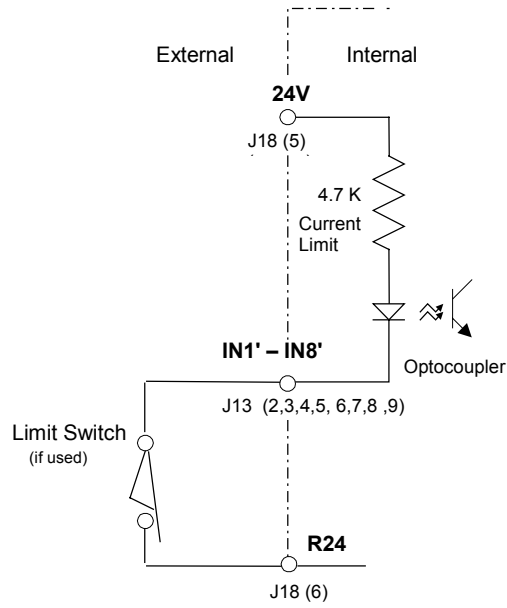 External
Internal
24V
J18 (5)
4.7 K
Current
Limit
IN1' – IN8'
Optocoupler
J13 (2,3,4,5, 6,7,8 ,9)
Limit Switch
(if used)
R24
J18 (6)